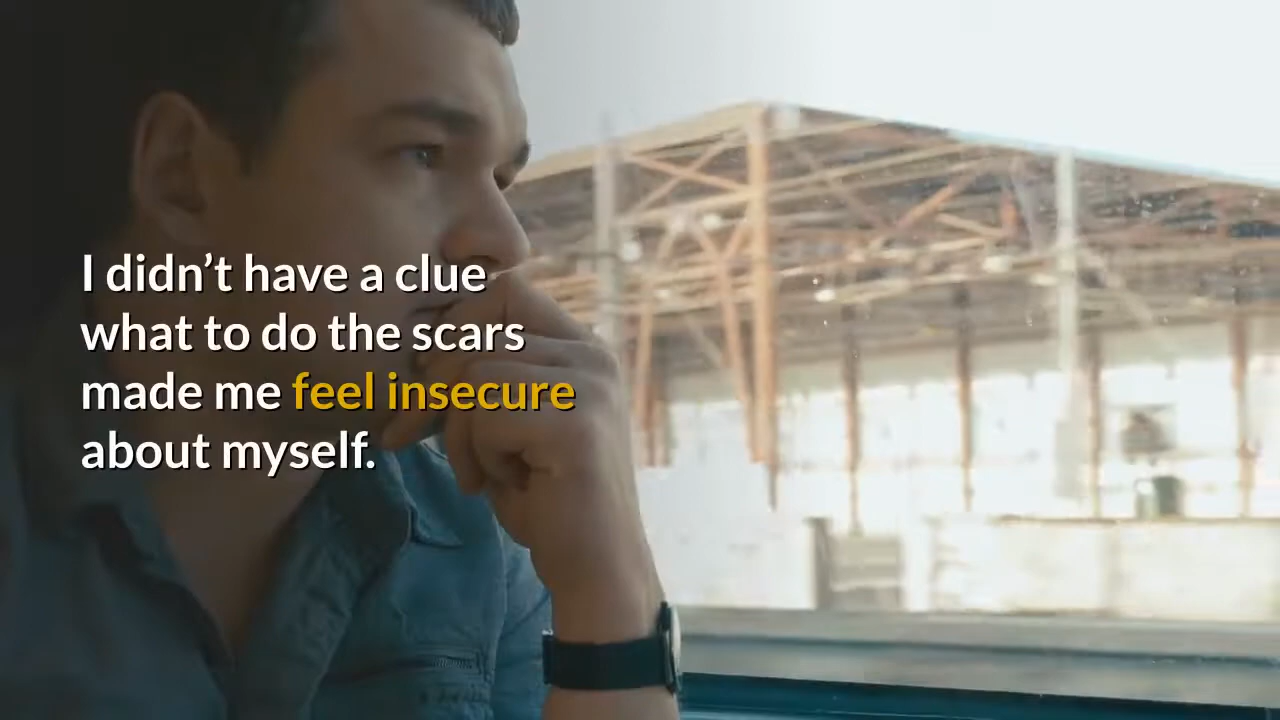 I didn’t have a clue
what to do the scars
made me feel insecure
about myself.